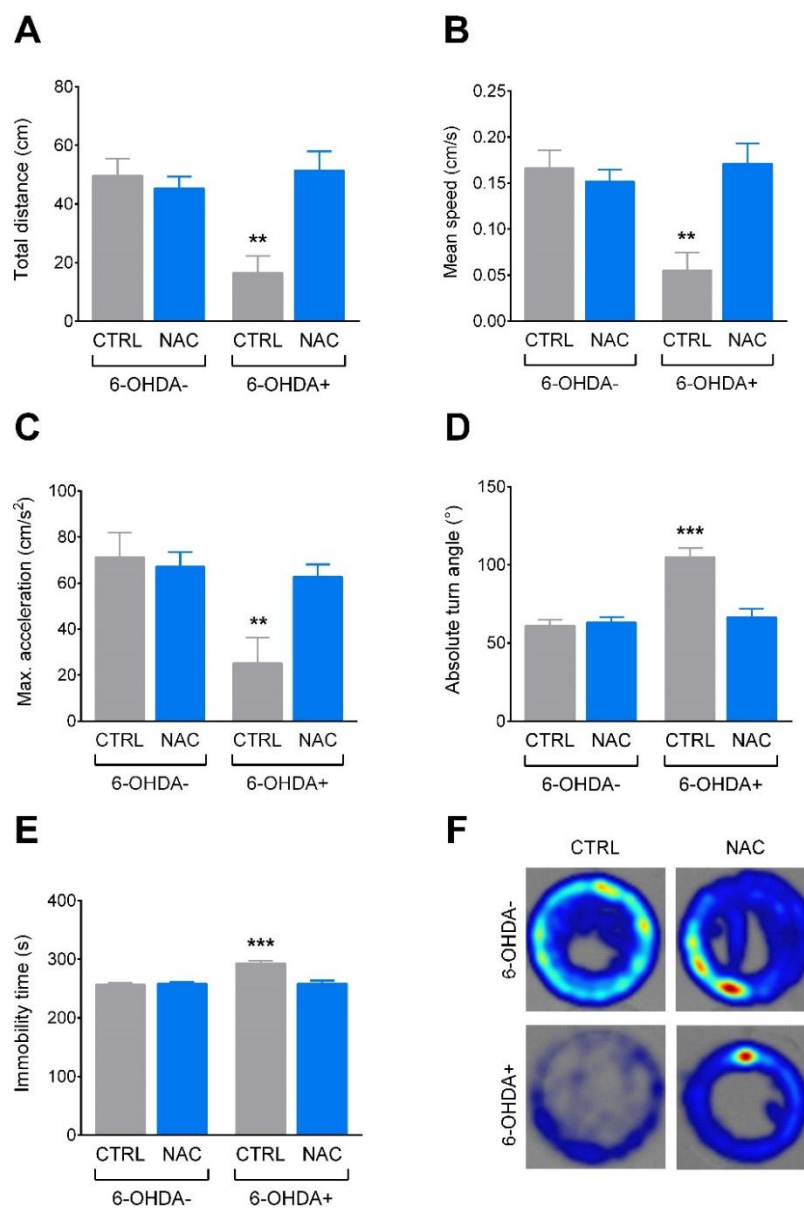 A
Total distance (cm)
80
60
40
20
0
**
CTRL NAC CTRL NAC
6-OHDA- 6-OHDA+
B
Mean speed (cm/s)
0.25
0.20
0.15
0.10
0.05
0.00
**
CTRL NAC CTRL NAC
6-OHDA- 6-OHDA+
C
Max. acceleration (cm/s²)
100
80
60
40
20
0
**
CTRL NAC CTRL NAC
6-OHDA- 6-OHDA+
D
Absolute turn angle (°)
150
100
50
0
***
CTRL NAC CTRL NAC
6-OHDA- 6-OHDA+
E
Immobility time (s)
400
300
200
100
0
***
CTRL NAC CTRL NAC
6-OHDA- 6-OHDA+
F
CTRL NAC
6-OHDA-
6-OHDA+